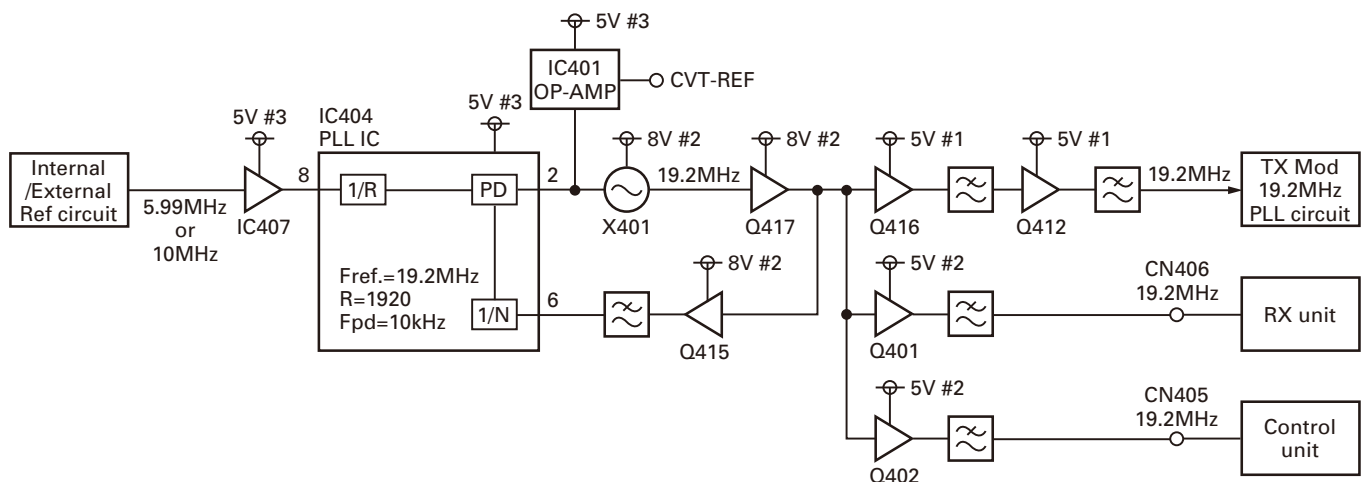 5V #3
IC401
OP-AMP
CVT-REF
5V #3
IC404
PLL IC
5V #3
8V #2
8V #2
5V #1
5V #1
Internal
/External
Ref circuit
8
1/R
PD
2
19.2MHz
19.2MHz
TX Mod
19.2MHz
PLL circuit
5.99MHz
or
10MHz
IC407
X401
Q417
Q416
Q412
Fref.=19.2MHz
R=1920
Fpd=10kHz
1/N
6
8V #2
Q415
5V #2
Q401
CN406
19.2MHz
RX unit
5V #2
Q402
CN405
19.2MHz
Control
unit